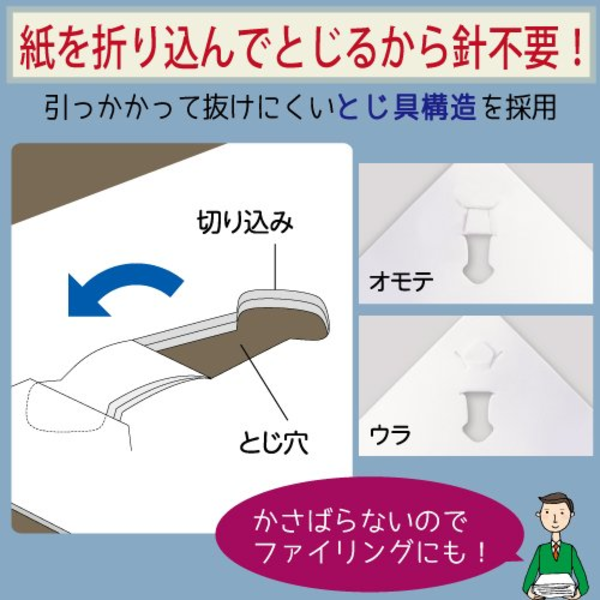 紙を折り込んでとじるから針不要！
引っかかって抜けにくいとじ具構造を採用
切り込み
オモテ
とじ穴
ウラ
かさばらないので
ファイリングにも！